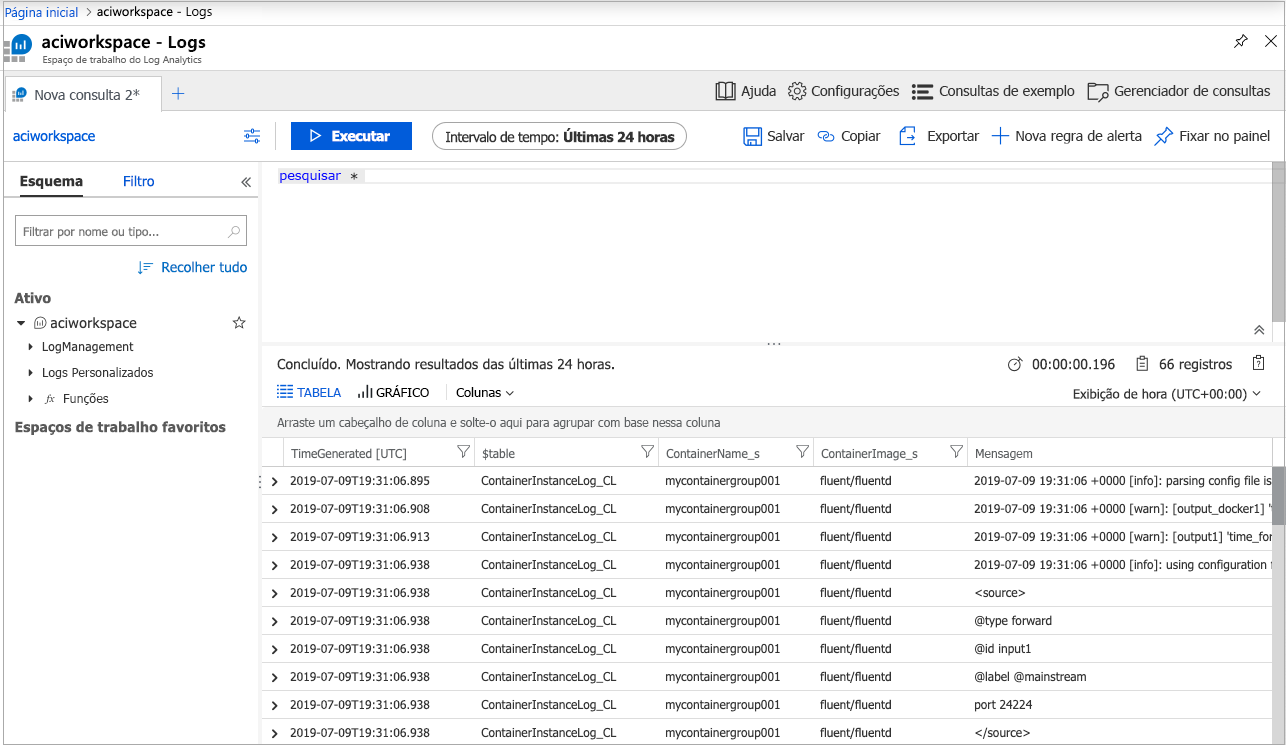 Página inicial > aciworkspace - Logs
aciworkspace - Logs
Espaço de trabalho do Log Analytics
Nova consulta 2* +
Ajuda Configurações Consultas de exemplo Gerenciador de consultas
aciworkspace
Executar
Intervalo de tempo: Últimas 24 horas
Salvar Copiar Exportar Nova regra de alerta Fixar no painel
Esquema Filtro «
Filtrar por nome ou tipo...
Recolher tudo
Ativo
aciworkspace
LogManagement
Logs Personalizados
fx Funções
Espaços de trabalho favoritos
pesquisar *
Concluído. Mostrando resultados das últimas 24 horas.
00:00:00.196 66 registros
TABELA GRÁFICO Colunas
Exibição de hora (UTC+00:00)
Arraste um cabeçalho de coluna e solte-o aqui para agrupar com base nessa coluna
TimeGenerated [UTC] $table ContainerName_s ContainerImage_s Mensagem
2019-07-09T19:31:06.895 ContainerInstanceLog_CL mycontainergroup001 fluent/fluentd 2019-07-09 19:31:06 +0000 [info]: parsing config file is
2019-07-09T19:31:06.908 ContainerInstanceLog_CL mycontainergroup001 fluent/fluentd 2019-07-09 19:31:06 +0000 [warn]: [output_docker1] '
2019-07-09T19:31:06.913 ContainerInstanceLog_CL mycontainergroup001 fluent/fluentd 2019-07-09 19:31:06 +0000 [warn]: [output1] 'time_for
2019-07-09T19:31:06.938 ContainerInstanceLog_CL mycontainergroup001 fluent/fluentd 2019-07-09 19:31:06 +0000 [info]: using configuration
2019-07-09T19:31:06.938 ContainerInstanceLog_CL mycontainergroup001 fluent/fluentd <source>
2019-07-09T19:31:06.938 ContainerInstanceLog_CL mycontainergroup001 fluent/fluentd @type forward
2019-07-09T19:31:06.938 ContainerInstanceLog_CL mycontainergroup001 fluent/fluentd @id input1
2019-07-09T19:31:06.938 ContainerInstanceLog_CL mycontainergroup001 fluent/fluentd @label @mainstream
2019-07-09T19:31:06.938 ContainerInstanceLog_CL mycontainergroup001 fluent/fluentd port 24224
2019-07-09T19:31:06.938 ContainerInstanceLog_CL mycontainergroup001 fluent/fluentd </source>